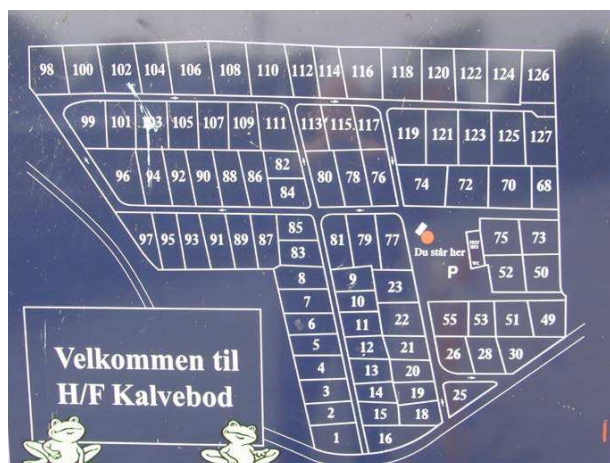 98 100 102 104 106 108 110 112 114 116 118 120 122 124 126
99 101 103 105 107 109 111 113 115 117 119 121 123 125 127
96 94 92 90 88 86 82 80 78 76 74 72 70 68
84
97 95 93 91 89 87 85 81 79 77 75 73
83
Du står her
P
WC
52 50
8 9 23
7 10
6 11 22 55 53 51 49
5 12 21 26 28 30
4 13 20
3 14 19 25
2 15 18
1 16
Velkommen til
H/F Kalvebod